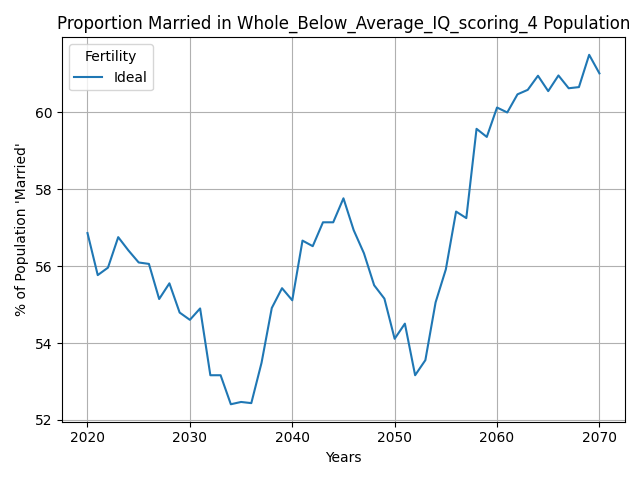 Proportion Married in Whole_Below_Average_IQ_scoring_4 Population
Fertility
Ideal
% of Population 'Married'
60
58
56
54
52
2020 2030 2040 2050 2060 2070
Years